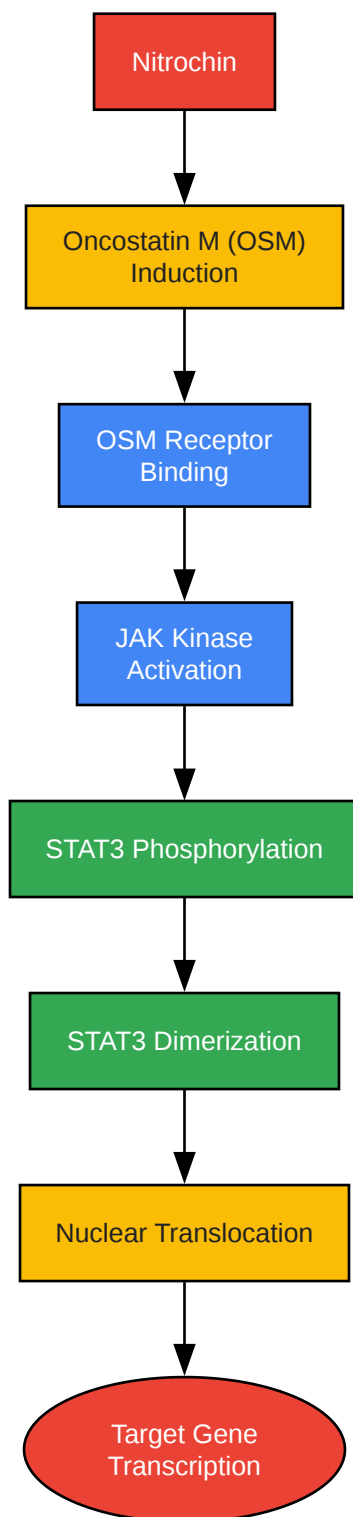 Nitrochin
Oncostatin M (OSM)
Induction
OSM Receptor
Binding
JAK Kinase
Activation
STAT3 Phosphorylation
STAT3 Dimerization
Nuclear Translocation
Target Gene
Transcription